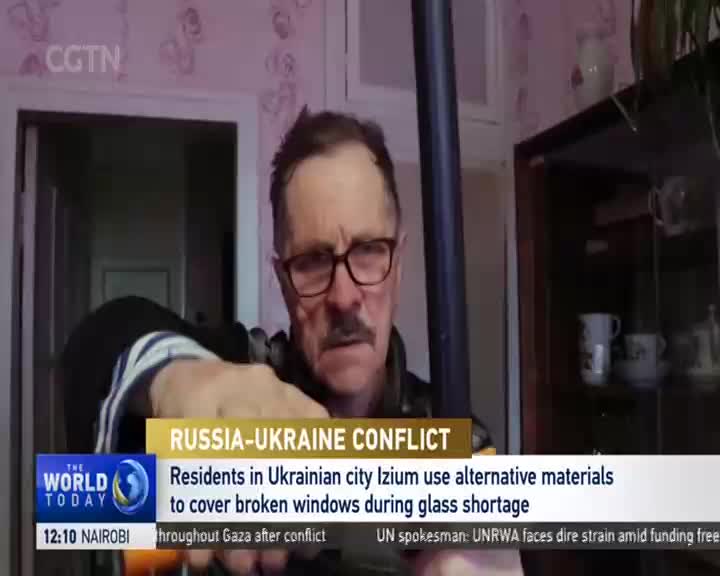 CGTN
RUSSIA-UKRAINE CONFLICT
Residents in Ukrainian city Izium use alternative materials
to cover broken windows during glass shortage
THE
WORLD
TODAY
12:10 NAIROBI
throughout Gaza after conflict UN spokesman: UNRWA faces dire strain amid funding free